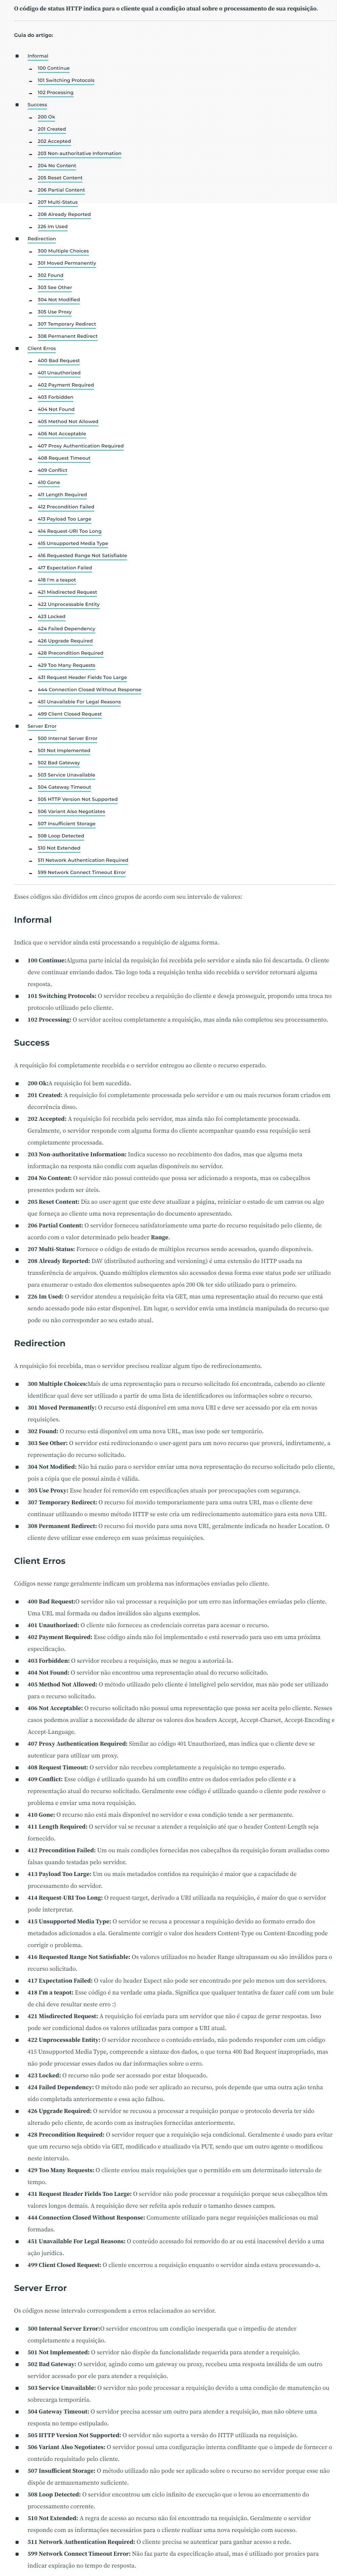 O código de status HTTP indica para o cliente qual a condição atual sobre o processamento de sua requisição.
Guia do artigo:
Informal
100 Continue
101 Switching Protocols
102 Processing
Success
200 Ok
201 Created
202 Accepted
203 Non-authoritative Information
204 No Content
205 Reset Content
206 Partial Content
207 Multi-Status
208 Already Reported
226 Im Used
Redirection
300 Multiple Choices
301 Moved Permanently
302 Found
303 See Other
304 Not Modified
305 Use Proxy
307 Temporary Redirect
308 Permanent Redirect
Client Erros
400 Bad Request
401 Unauthorized
402 Payment Required
403 Forbidden
404 Not Found
405 Method Not Allowed
406 Not Acceptable
407 Proxy Authentication Required
408 Request Timeout
409 Conflict
410 Gone
411 Length Required
412 Precondition Failed
413 Payload Too Large
414 Request-URI Too Long
415 Unsupported Media Type
416 Requested Range Not Satisfiable
417 Expectation Failed
418 I'm a teapot
421 Misdirected Request
422 Unprocessable Entity
423 Locked
424 Failed Dependency
426 Upgrade Required
428 Precondition Required
429 Too Many Requests
431 Request Header Fields Too Large
444 Connection Closed Without Response
451 Unavailable For Legal Reasons
499 Client Closed Request
Server Error
500 Internal Server Error
501 Not Implemented
502 Bad Gateway
503 Service Unavailable
504 Gateway Timeout
505 HTTP Version Not Supported
506 Variant Also Negotiates
507 Insufficient Storage
508 Loop Detected
510 Not Extended
511 Network Authentication Required
599 Network Connect Timeout Error
Esses códigos são divididos em cinco grupos de acordo com seu intervalo de valores:
Informal
Indica que o servidor ainda está processando a requisição de alguma forma.
100 Continue:Alguma parte inicial da requisição foi recebida pelo servidor e ainda não foi descartada. O cliente
deve continuar enviando dados. Tão logo toda a requisição tenha sido recebida o servidor retornará alguma
resposta.
101 Switching Protocols: O servidor recebeu a requisição do cliente e deseja prosseguir, propondo uma troca no
protocolo utilizado pelo cliente.
102 Processing: O servidor aceitou completamente a requisição, mas ainda não completou seu processamento.
Success
A requisição foi completamente recebida e o servidor entregou ao cliente o recurso esperado.
200 Ok:A requisição foi bem sucedida.
201 Created: A requisição foi completamente processada pelo servidor e um ou mais recursos foram criados em
decorrência disso.
202 Accepted: A requisição foi recebida pelo servidor, mas ainda não foi completamente processada.
Geralmente, o servidor responde com alguma forma do cliente acompanhar quando essa requisição será
completamente processada.
203 Non-authoritative Information: Indica sucesso no recebimento dos dados, mas que alguma meta
informação na resposta não condiz com aquelas disponíveis no servidor.
204 No Content: O servidor não possui conteúdo que possa ser adicionado a resposta, mas os cabeçalhos
presentes podem ser úteis.
205 Reset Content: Diz ao user-agent que este deve atualizar a página, reiniciar o estado de um canvas ou algo
que forneça ao cliente uma nova representação do documento apresentado.
206 Partial Content: O servidor forneceu satisfatoriamente uma parte do recurso requisitado pelo cliente, de
acordo com o valor determinado pelo header Range.
207 Multi-Status: Fornece o código de estado de múltiplos recursos sendo acessados, quando disponíveis.
208 Already Reported: DAV (distributed authoring and versioning) é uma extensão do HTTP usada na
transferência de arquivos. Quando múltiplos elementos são acessados dessa forma esse status pode ser utilizado
para enumerar o estado dos elementos subsequentes após 200 Ok ter sido utilizado para o primeiro.
226 Im Used: O servidor atendeu a requisição feita via GET, mas uma representação atual do recurso que está
sendo acessado pode não estar disponível. Em lugar, o servidor envia uma instância manipulada do recurso que
pode ou não corresponder ao seu estado atual.
Redirection
A requisição foi recebida, mas o servidor precisou realizar algum tipo de redirecionamento.
300 Multiple Choices:Mais de uma representação para o recurso solicitado foi encontrada, cabendo ao cliente
identificar qual deve ser utilizado a partir de uma lista de identificadores ou informações sobre o recurso.
301 Moved Permanently: O recurso está disponível em uma nova URI e deve ser acessado por ela em novas
requisições.
302 Found: O recurso está disponível em uma nova URL, mas isso pode ser temporário.
303 See Other: O servidor está redirecionando o user-agent para um novo recurso que proverá, indiretamente, a
representação do recurso solicitado.
304 Not Modified: Não há razão para o servidor enviar uma nova representação do recurso solicitado pelo cliente,
pois a cópia que ele possui ainda é válida.
305 Use Proxy: Esse header foi removido em especificações atuais por preocupações com segurança.
307 Temporary Redirect: O recurso foi movido temporariamente para uma outra URI, mas o cliente deve
continuar utilizando o mesmo método HTTP se este cria um redirecionamento automático para esta nova URI.
308 Permanent Redirect: O recurso foi movido para uma nova URI, geralmente indicada no header Location. O
cliente deve utilizar esse endereço em suas próximas requisições.
Client Erros
Códigos nesse range geralmente indicam um problema nas informações enviadas pelo cliente.
400 Bad Request:O servidor não vai processar a requisição por um erro nas informações enviadas pelo cliente.
Uma URL mal formada ou dados inválidos são alguns exemplos.
401 Unauthorized: O cliente não forneceu as credenciais corretas para acessar o recurso.
402 Payment Required: Esse código ainda não foi implementado e está reservado para uso em uma próxima
especificação.
403 Forbidden: O servidor recebeu a requisição, mas se negou a autorizá-la.
404 Not Found: O servidor não encontrou uma representação atual do recurso solicitado.
405 Method Not Allowed: O método utilizado pelo cliente é inteligível pelo servidor, mas não pode ser utilizado
para o recurso solicitado.
406 Not Acceptable: O recurso solicitado não possui uma representação que possa ser aceita pelo cliente. Nesses
casos podemos avaliar a necessidade de alterar os valores dos headers Accept, Accept-Charset, Accept-Encoding e
Accept-Language.
407 Proxy Authentication Required: Similar ao código 401 Unauthorized, mas indica que o cliente deve se
autenticar para utilizar um proxy.
408 Request Timeout: O servidor não recebeu completamente a requisição no tempo esperado.
409 Conflict: Esse código é utilizado quando há um conflito entre os dados enviados pelo cliente e a
representação atual do recurso solicitado. Geralmente esse código é utilizado quando o cliente pode resolver o
problema e enviar uma nova requisição.
410 Gone: O recurso não está mais disponível no servidor e essa condição tende a ser permanente.
411 Length Required: O servidor vai se recusar a atender a requisição até que o header Content-Length seja
fornecido.
412 Precondition Failed: Um ou mais condições fornecidas nos cabeçalhos da requisição foram avaliadas como
falsas quando testadas pelo servidor.
413 Payload Too Large: Um ou mais metadados contidos na requisição é maior que a capacidade de
processamento do servidor.
414 Request-URI Too Long: O request-target, derivado a URI utilizada na requisição, é maior do que o servidor
pode interpretar.
415 Unsupported Media Type: O servidor se recusa a processar a requisição devido ao formato errado dos
metadados adicionados a ela. Geralmente corrigir o valor dos headers Content-Type ou Content-Encoding pode
corrigir o problema.
416 Requested Range Not Satisfiable: Os valores utilizados no header Range ultrapassam ou são inválidos para o
recurso solicitado.
417 Expectation Failed: O valor do header Expect não pode ser encontrado por pelo menos um dos servidores.
418 I'm a teapot: Esse código é na verdade uma piada. Significa que qualquer tentativa de fazer café com um bule
de chá deve resultar neste erro :)
421 Misdirected Request: A requisição foi enviada para um servidor que não é capaz de gerar respostas. Isso
pode ser condicional dados os valores utilizadas para compor a URI atual.
422 Unprocessable Entity: O servidor reconhece o conteúdo enviado, não podendo responder com um código
415 Unsupported Media Type, compreende a sintaxe dos dados, o que torna 400 Bad Request inapropriado, mas
não pode processar esses dados ou dar informações sobre o erro.
423 Locked: O recurso não pode ser acessado por estar bloqueado.
424 Failed Dependency: O método não pode ser aplicado ao recurso, pois depende que uma outra ação tenha
sido completada anteriormente e essa ação falhou.
426 Upgrade Required: O servidor se recusou a processar a requisição porque o protocolo deveria ter sido
alterado pelo cliente, de acordo com as instruções fornecidas anteriormente.
428 Precondition Required: O servidor requer que a requisição seja condicional. Geralmente é usado para evitar
que um recurso seja obtido via GET, modificado e atualizado via PUT, sendo que um outro agente o modificou
neste intervalo.
429 Too Many Requests: O cliente enviou mais requisições que o permitido em um determinado intervalo de
tempo.
431 Request Header Fields Too Large: O servidor não pode processar a requisição porque seus cabeçalhos têm
valores longos demais. A requisição deve ser refeita após reduzir o tamanho desses campos.
444 Connection Closed Without Response: Comumente utilizado para negar requisições maliciosas ou mal
formadas.
451 Unavailable For Legal Reasons: O conteúdo acessado foi removido do ar ou está inacessível devido a uma
ação jurídica.
499 Client Closed Request: O cliente encerrou a requisição enquanto o servidor ainda estava processando-a.
Server Error
Os códigos nesse intervalo correspondem a erros relacionados ao servidor.
500 Internal Server Error:O servidor encontrou um condição inesperada que o impediu de atender
completamente a requisição.
501 Not Implemented: O servidor não dispõe da funcionalidade requerida para atender a requisição.
502 Bad Gateway: O servidor, agindo como um gateway ou proxy, recebeu uma resposta inválida de um outro
servidor acessado por ele para atender à requisição.
503 Service Unavailable: O servidor não pode processar a requisição devido a uma condição de manutenção ou
sobrecarga temporária.
504 Gateway Timeout: O servidor precisa acessar um outro para atender a requisição, mas não obteve uma
resposta no tempo estipulado.
505 HTTP Version Not Supported: O servidor não suporta a versão do HTTP utilizada na requisição.
506 Variant Also Negotiates: O servidor possui uma configuração interna conflitante que o impede de fornecer o
conteúdo requisitado pelo cliente.
507 Insufficient Storage: O método utilizado não pode ser aplicado sobre o recurso no servidor porque esse não
dispõe de armazenamento suficiente.
508 Loop Detected: O servidor encontrou um ciclo infinito de execução que o levou ao encerramento do
processamento corrente.
510 Not Extended: A regra de acesso ao recurso não foi encontrada na requisição. Geralmente o servidor
responde com as informações necessários para o cliente realizar uma nova requisição com sucesso.
511 Network Authentication Required: O cliente precisa se autenticar para ganhar acesso a rede.
599 Network Connect Timeout Error: Não faz parte da especificação atual, mas é utilizado por proxies para
indicar expiração no tempo de resposta.